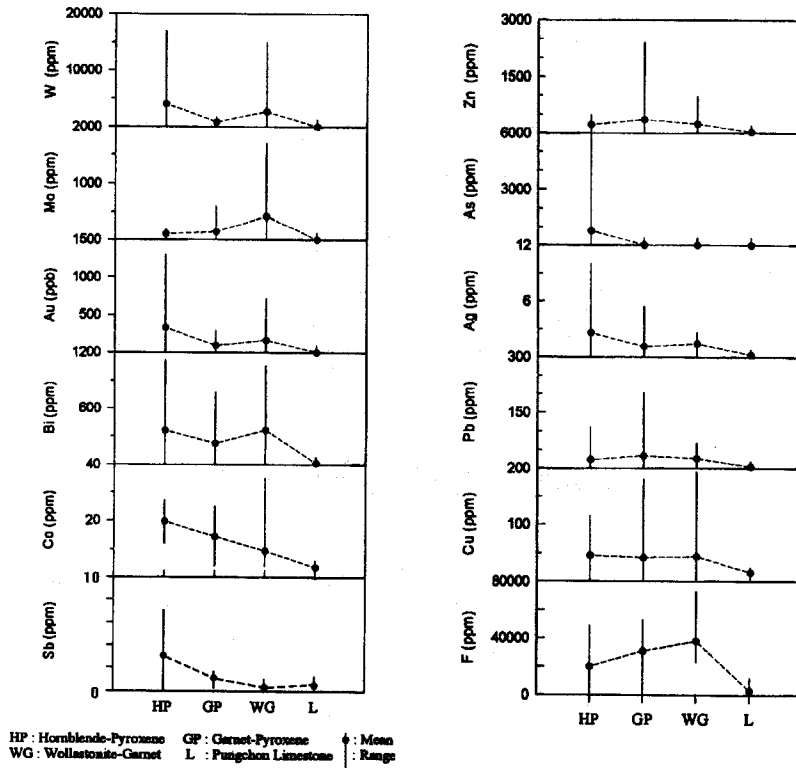 20000
W (ppm)
10000
2000
Mo (ppm)
1000
1500
Au (ppb)
1000
500
1200
Bi (ppm)
600
40
Co (ppm)
20
10
Sb (ppm)
0
HP GP WG L
3000
Zn (ppm)
1500
6000
As (ppm)
3000
12
Ag (ppm)
6
300
Pb (ppm)
150
200
Cu (ppm)
100
80000
F (ppm)
40000
0
HP GP WG L
HP : Hornblende-Pyroxene GP : Garnet-Pyroxene : Mean
WG : Wollastonite-Garnet L : Pungchon Limestone : Range